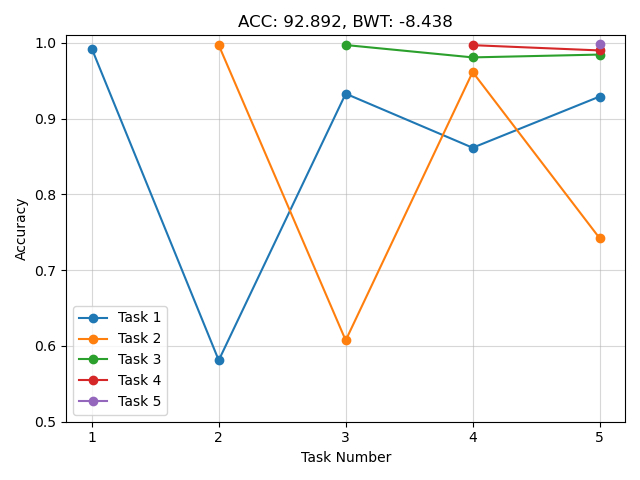 ACC: 92.892, BWT: -8.438
Accuracy
1.0
0.9
0.8
0.7
0.6
0.5
Task 1
Task 2
Task 3
Task 4
Task 5
1 2 3 4 5
Task Number